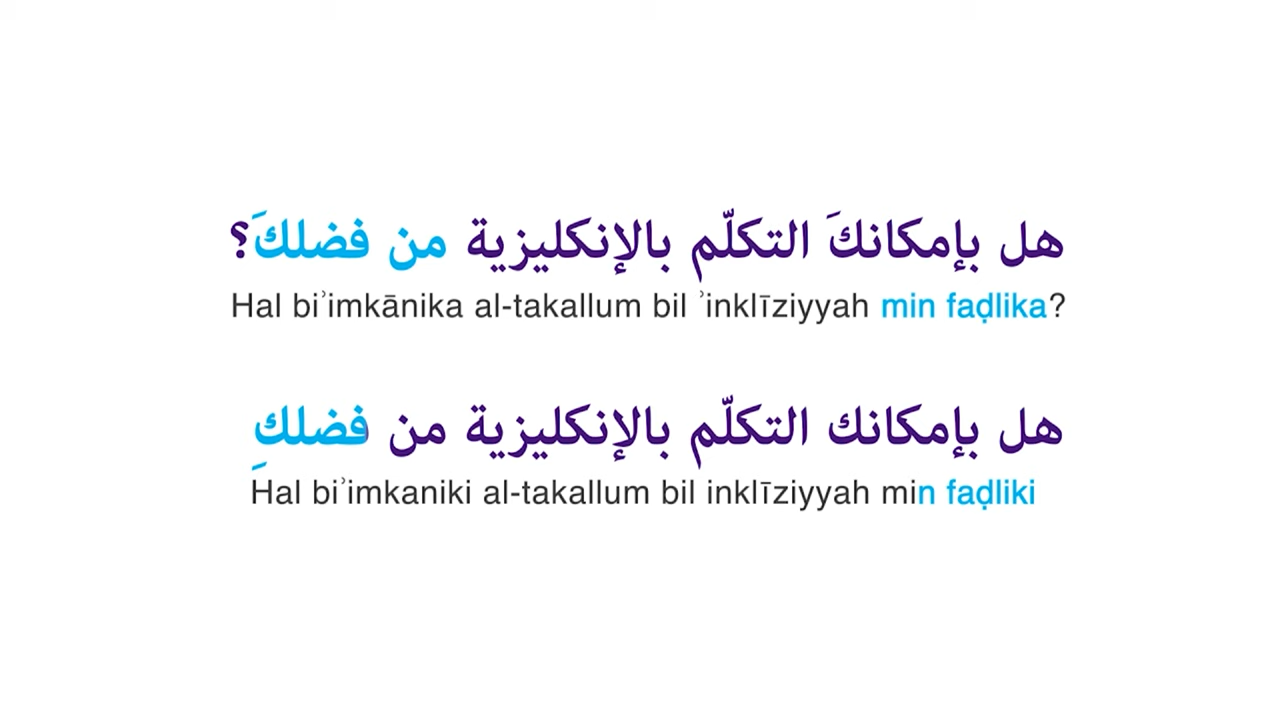 هل بإمكانكَ التكلّم بالإنكليزية من فضلكَ؟
Hal biʾimkānika al-takallum bil ʾinklīziyyah min faḍlika?
هل بإمكانك التكلّم بالإنكليزية من فضلكِ
Hal biʾimkaniki al-takallum bil inklīziyyah min faḍliki